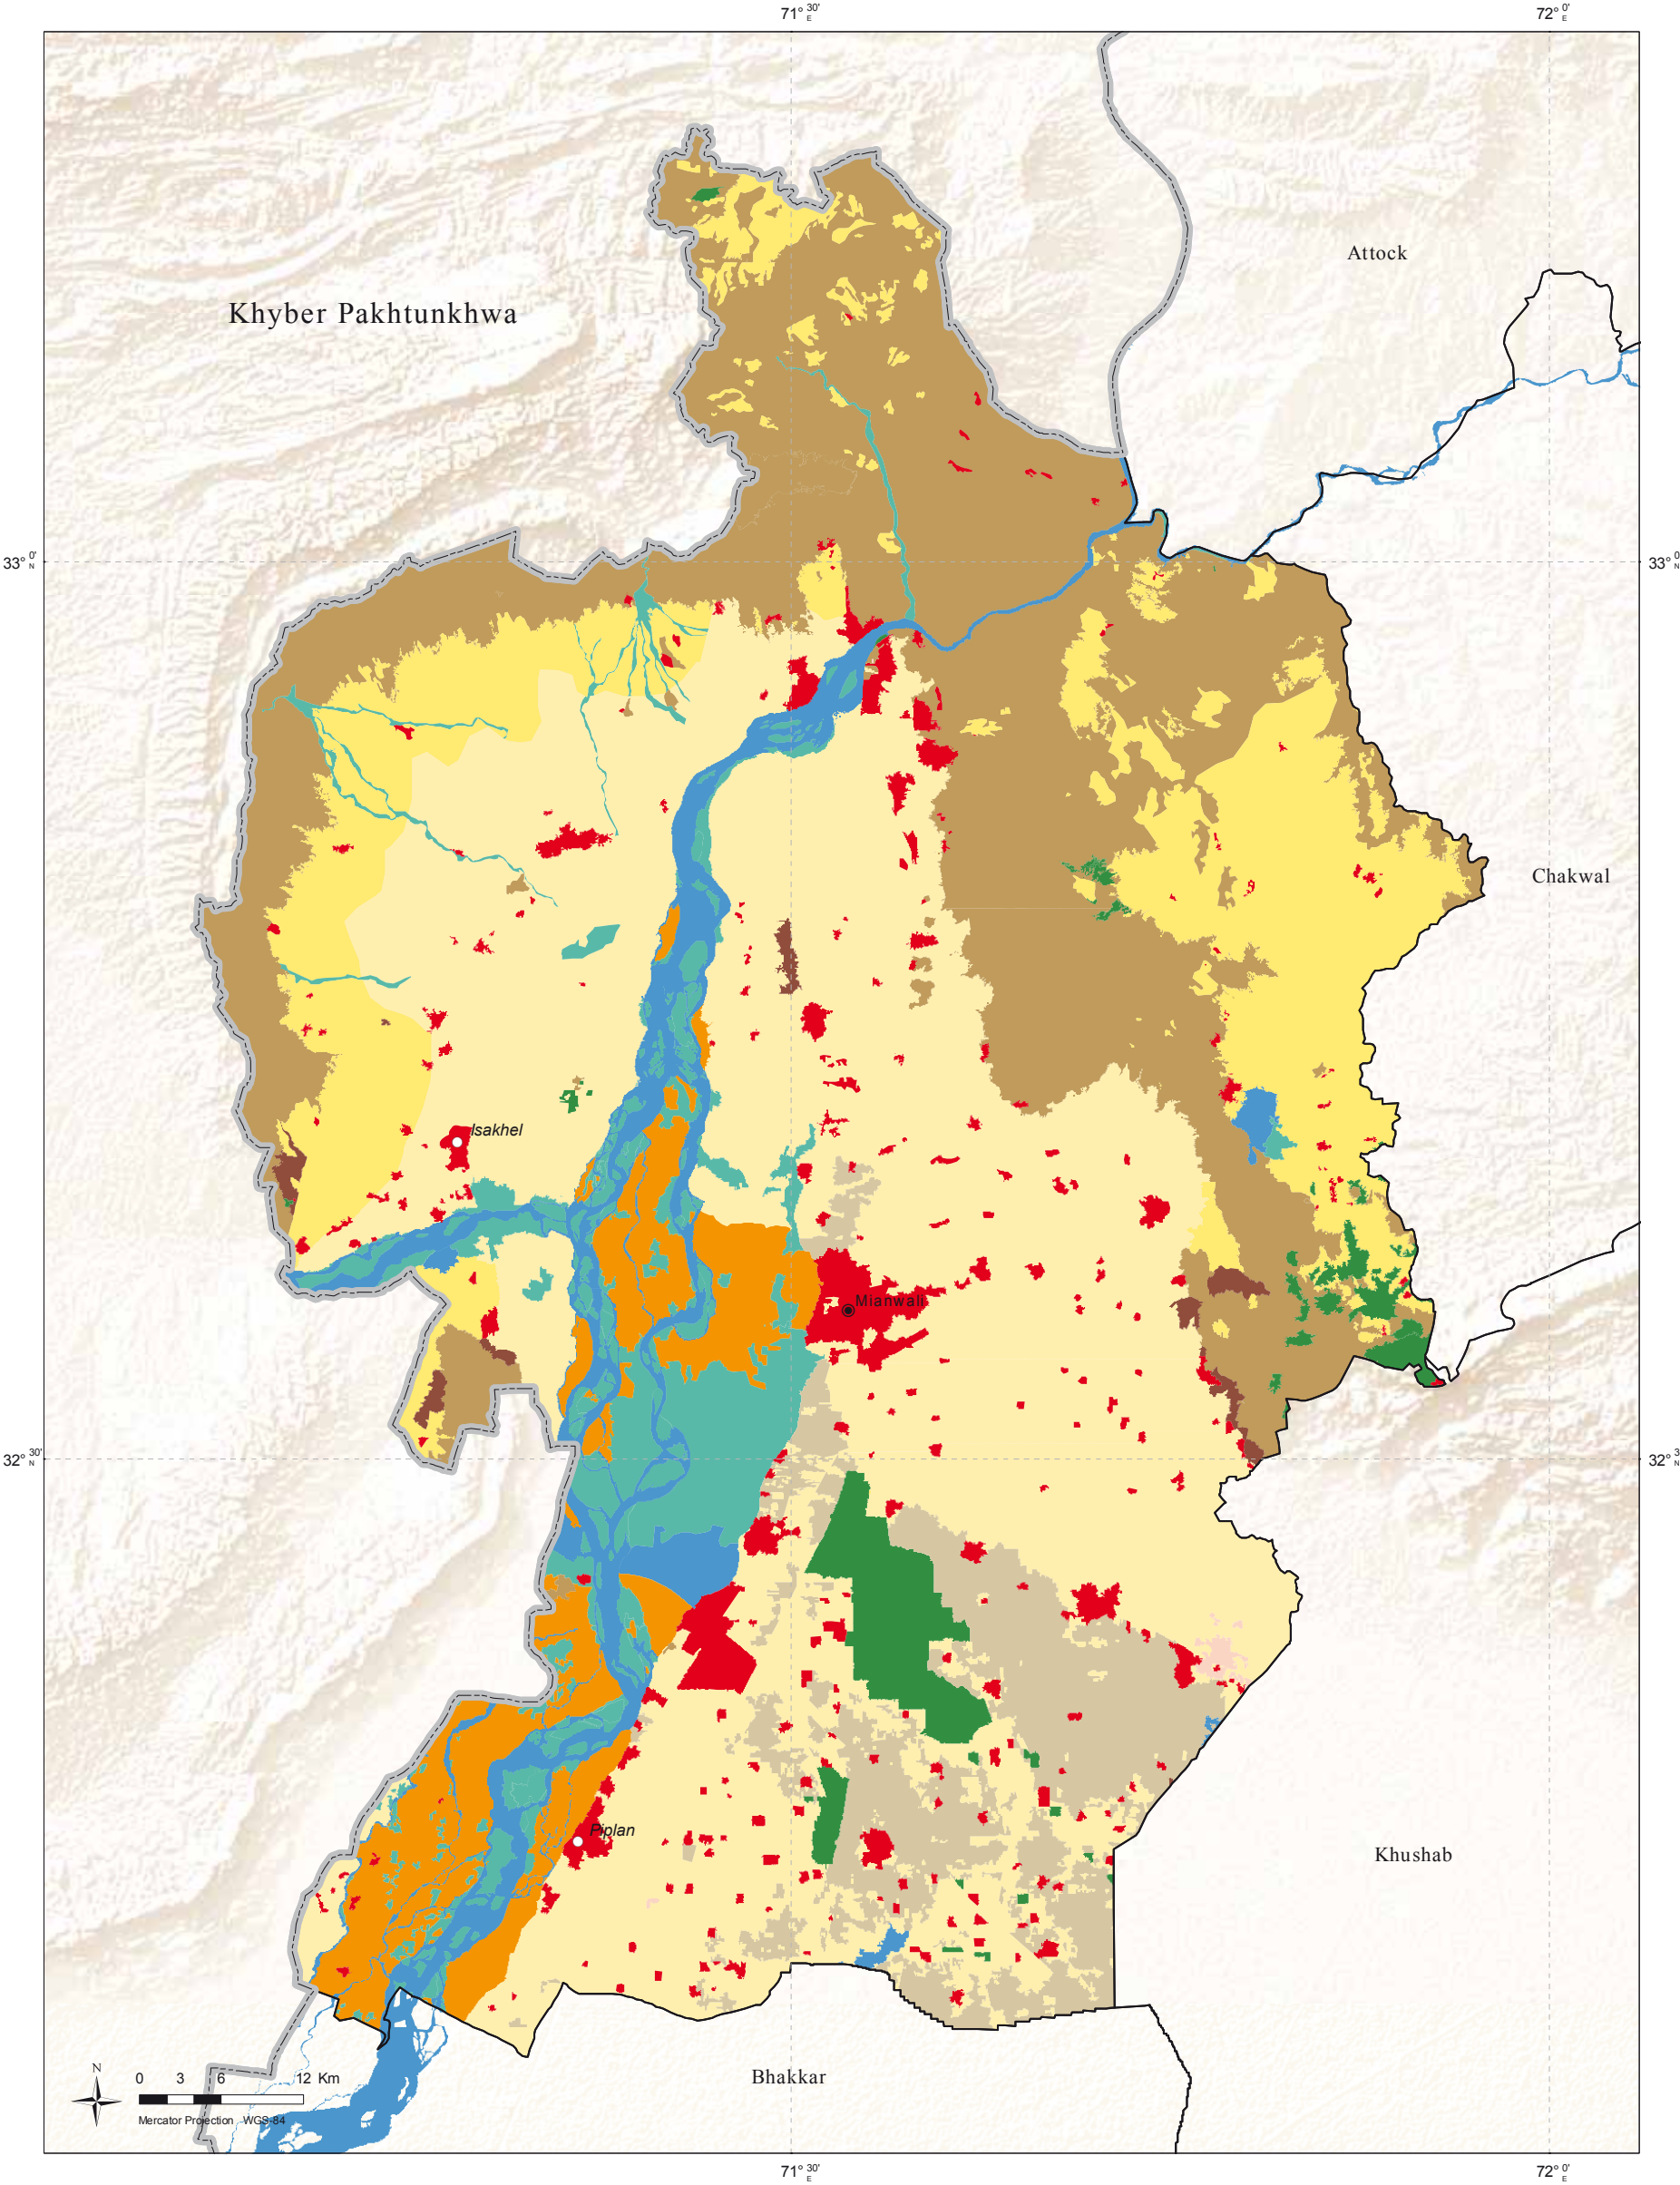 71° 30' E
72° 0' E
Attock
Khyber Pakhtunkhwa
33° 0' N
33° 0' N
Chakwal
Isakhel
Mianwali
32° 30' N
32° 3 N
Piplan
Khushab
N
0 3 6 12 Km
Mercator Projection WGS-84
Bhakkar
71° 30' E
72° 0' E